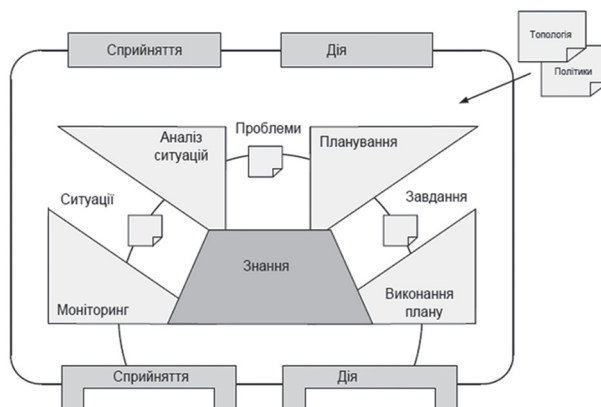 Сприйняття
Дія
Топологія
Політики
Аналіз
ситуацій
Проблеми
Планування
Ситуації
Завдання
Знання
Моніторинг
Виконання
плану
Сприйняття
Дія